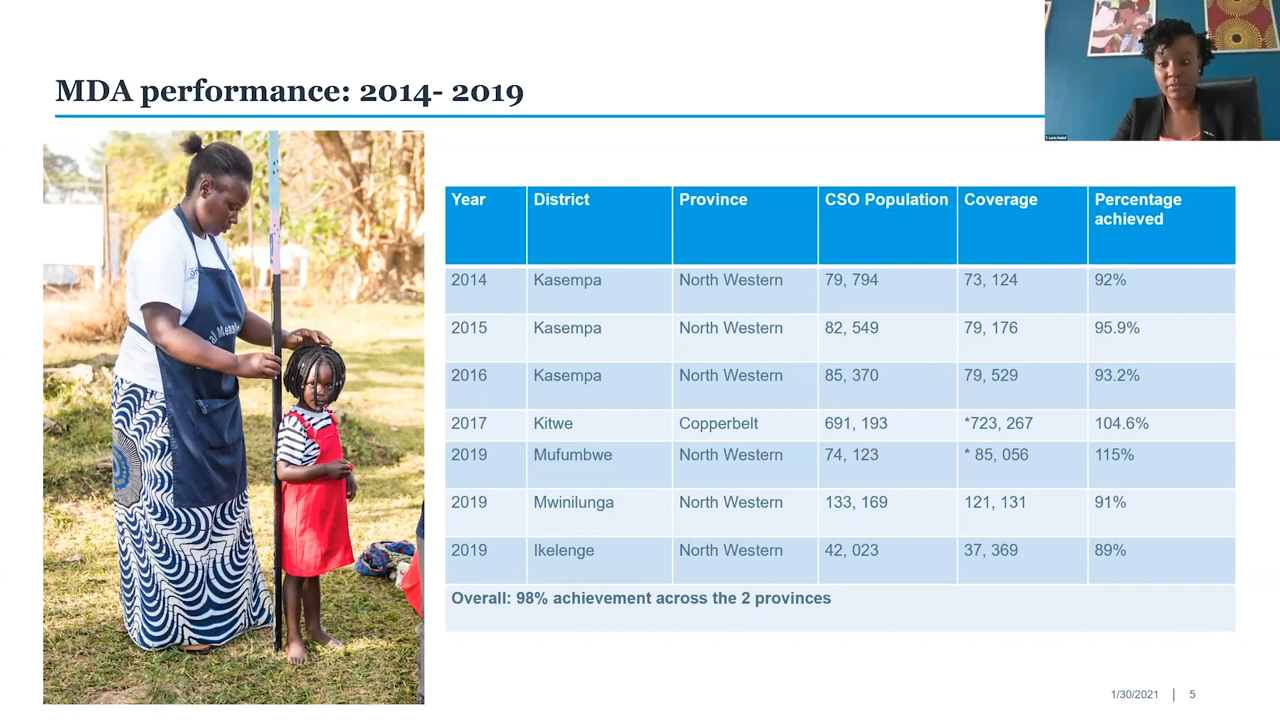 MDA performance: 2014- 2019
Year District Province CSO Population Coverage Percentage
achieved
2014 Kasempa North Western 79, 794 73, 124 92%
2015 Kasempa North Western 82, 549 79, 176 95.9%
2016 Kasempa North Western 85, 370 79, 529 93.2%
2017 Kitwe Copperbelt 691, 193 *723, 267 104.6%
2019 Mufumbwe North Western 74, 123 * 85, 056 115%
2019 Mwinilunga North Western 133, 169 121, 131 91%
2019 Ikelenge North Western 42, 023 37, 369 89%
Overall: 98% achievement across the 2 provinces
1/30/2021 | 5